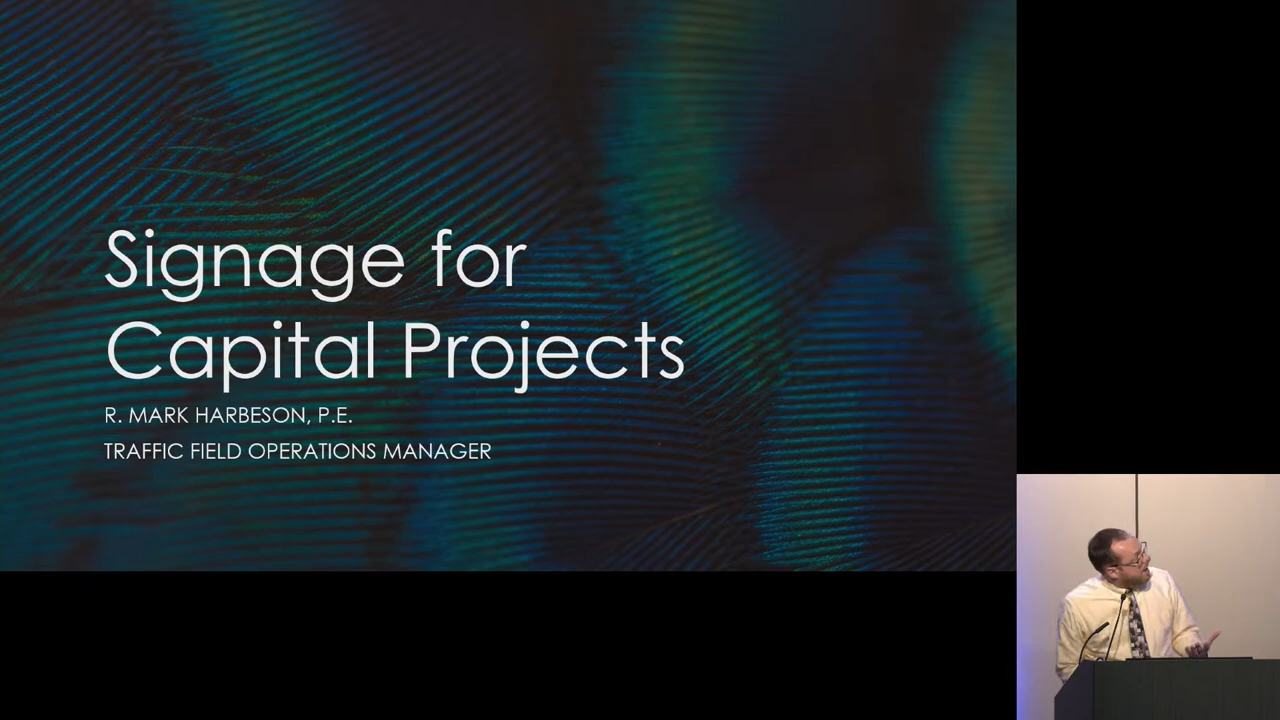 Signage for
Capital Projects
R. MARK HARBESON, P.E.
TRAFFIC FIELD OPERATIONS MANAGER